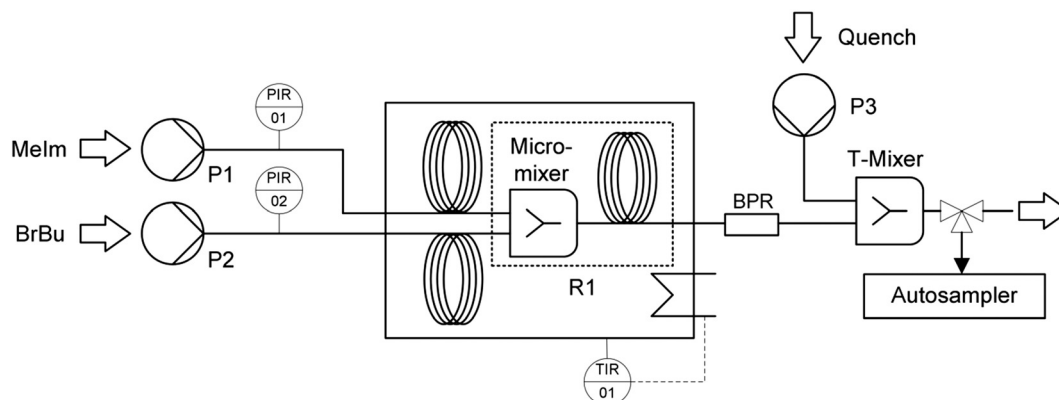 Quench
P3
PIR
01
MeIm
P1
Micro-
mixer
T-Mixer
PIR
02
BPR
BrBu
P2
R1
Autosampler
TIR
01